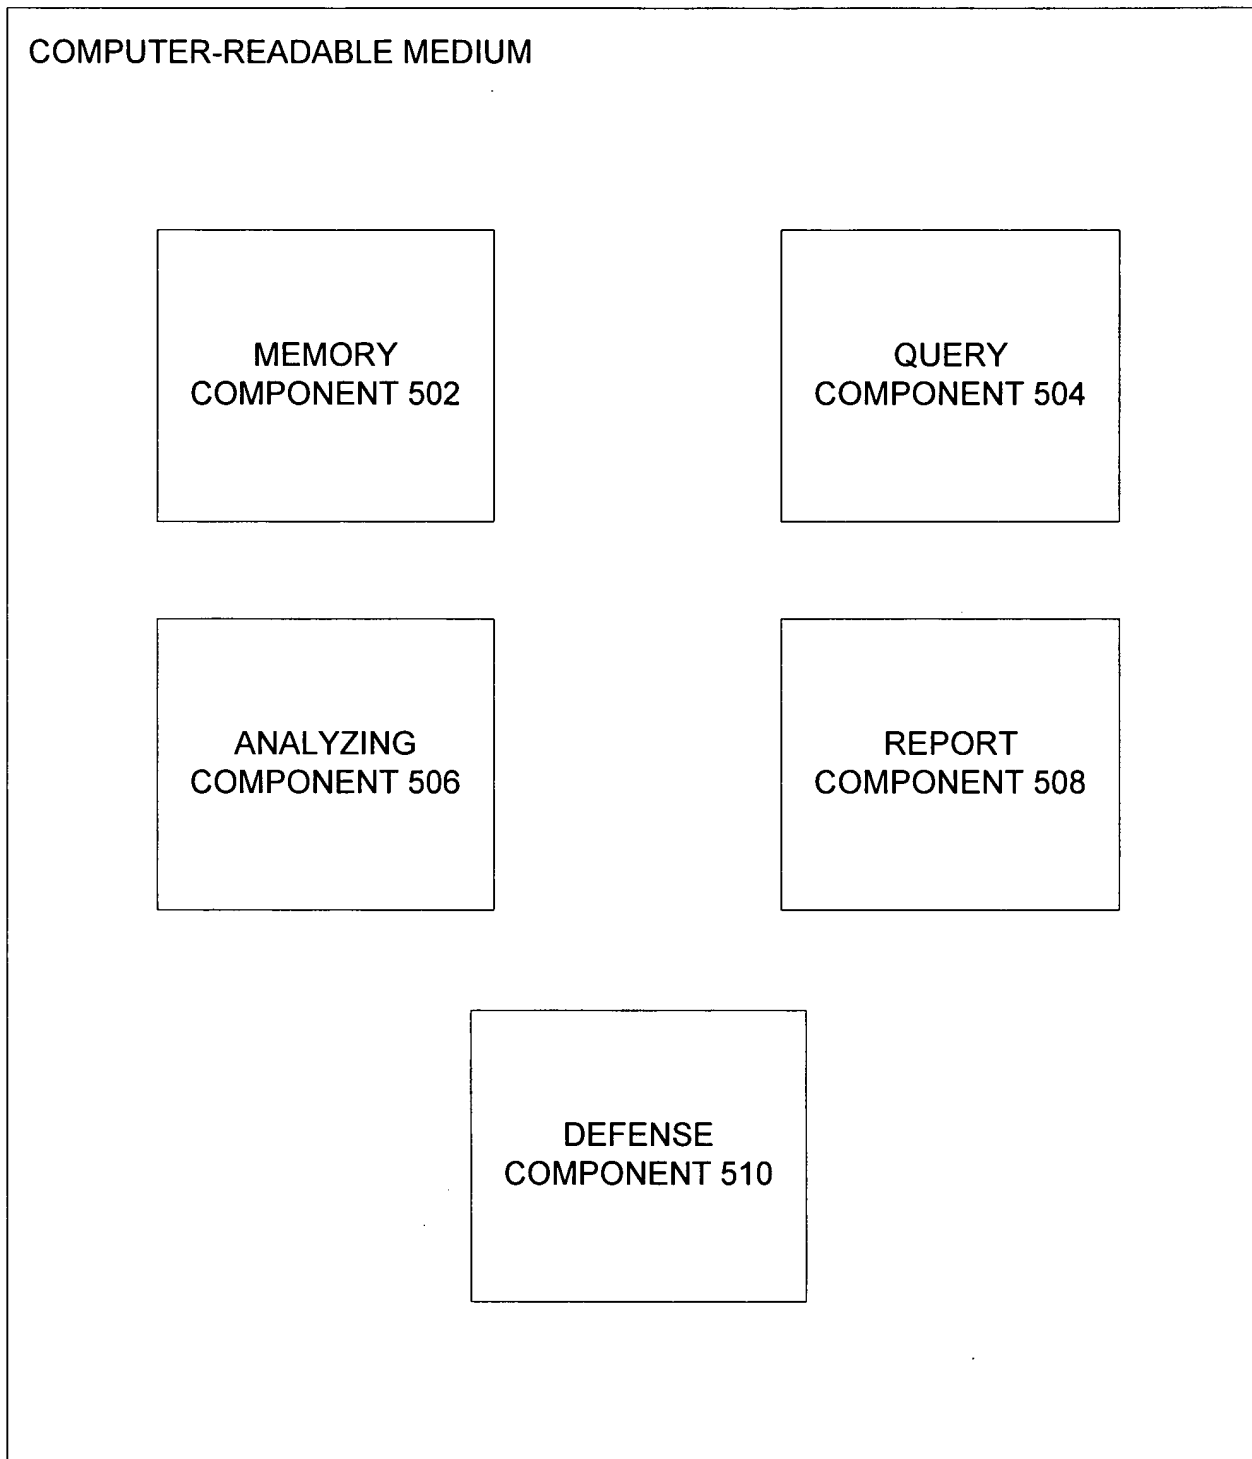 COMPUTER-READABLE MEDIUM
MEMORY
COMPONENT 502
QUERY
COMPONENT 504
ANALYZING
COMPONENT 506
REPORT
COMPONENT 508
DEFENSE
COMPONENT 510